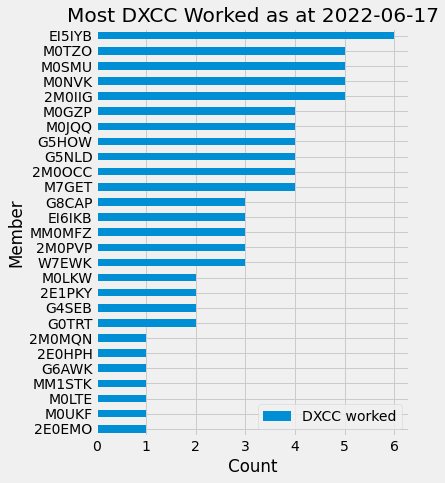 Most DXCC Worked as at 2022-06-17
EI5IYB
M0TZO
M0SMU
M0NVK
2M0IIG
M0GZP
M0JQQ
G5HOW
G5NLD
2M0OCC
M7GET
G8CAP
EI6IKB
MM0MFZ
2M0PVP
W7EWK
M0LKW
2E1PKY
G4SEB
G0TRT
2M0MQN
2E0HPH
G6AWK
MM1STK
M0LTE
M0UKF
2E0EMO
Member
DXCC worked
0 1 2 3 4 5 6
Count